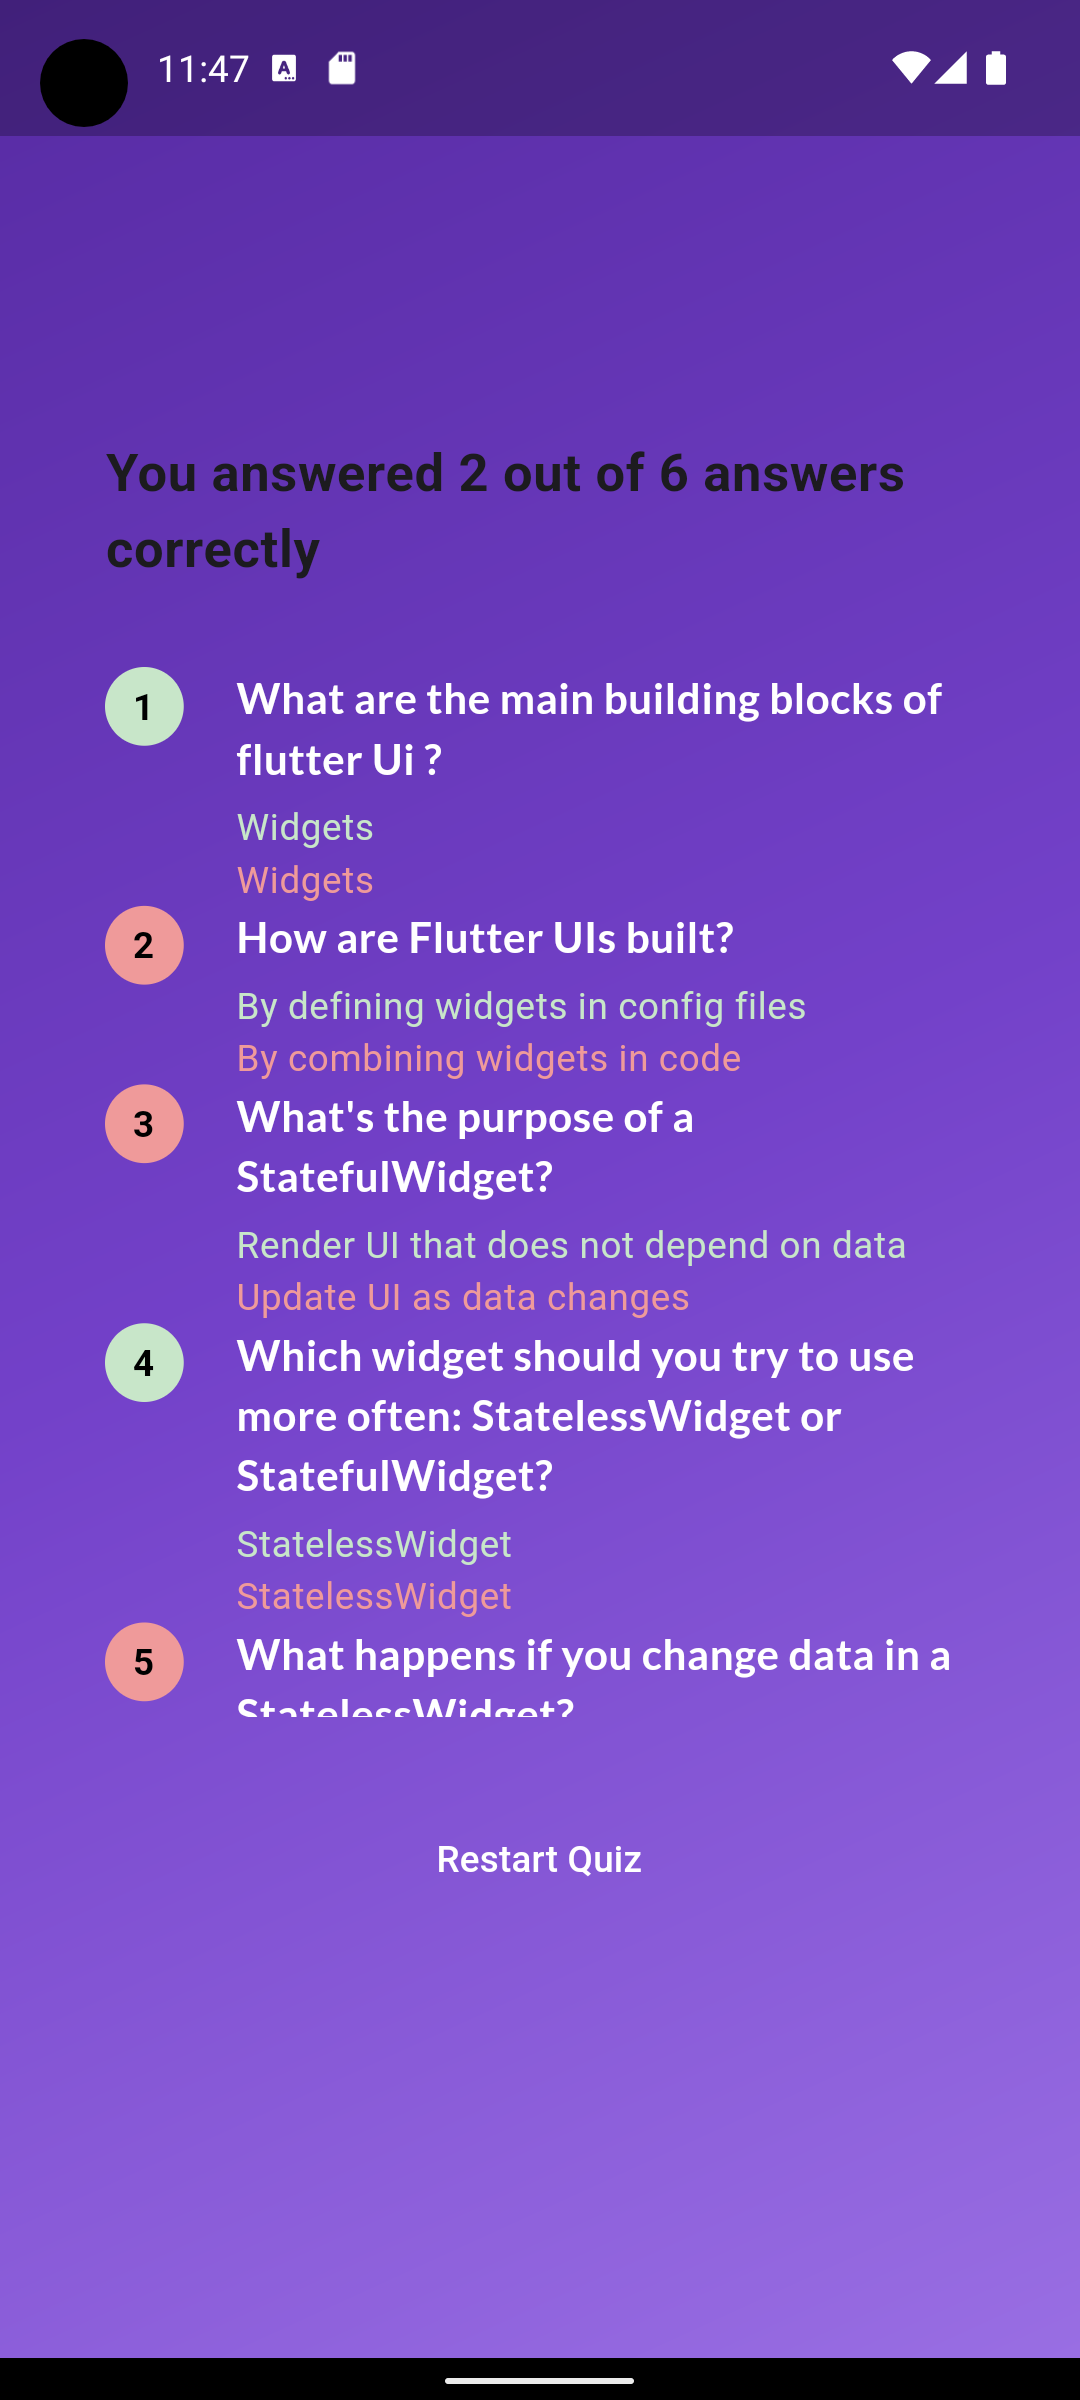 11:47
You answered 2 out of 6 answers
correctly
1
What are the main building blocks of
flutter Ui ?
Widgets
Widgets
2
How are Flutter UIs built?
By defining widgets in config files
By combining widgets in code
3
What's the purpose of a
StatefulWidget?
Render UI that does not depend on data
Update UI as data changes
4
Which widget should you try to use
more often: StatelessWidget or
StatefulWidget?
StatelessWidget
StatelessWidget
5
What happens if you change data in a
StatelessWidget?
Restart Quiz